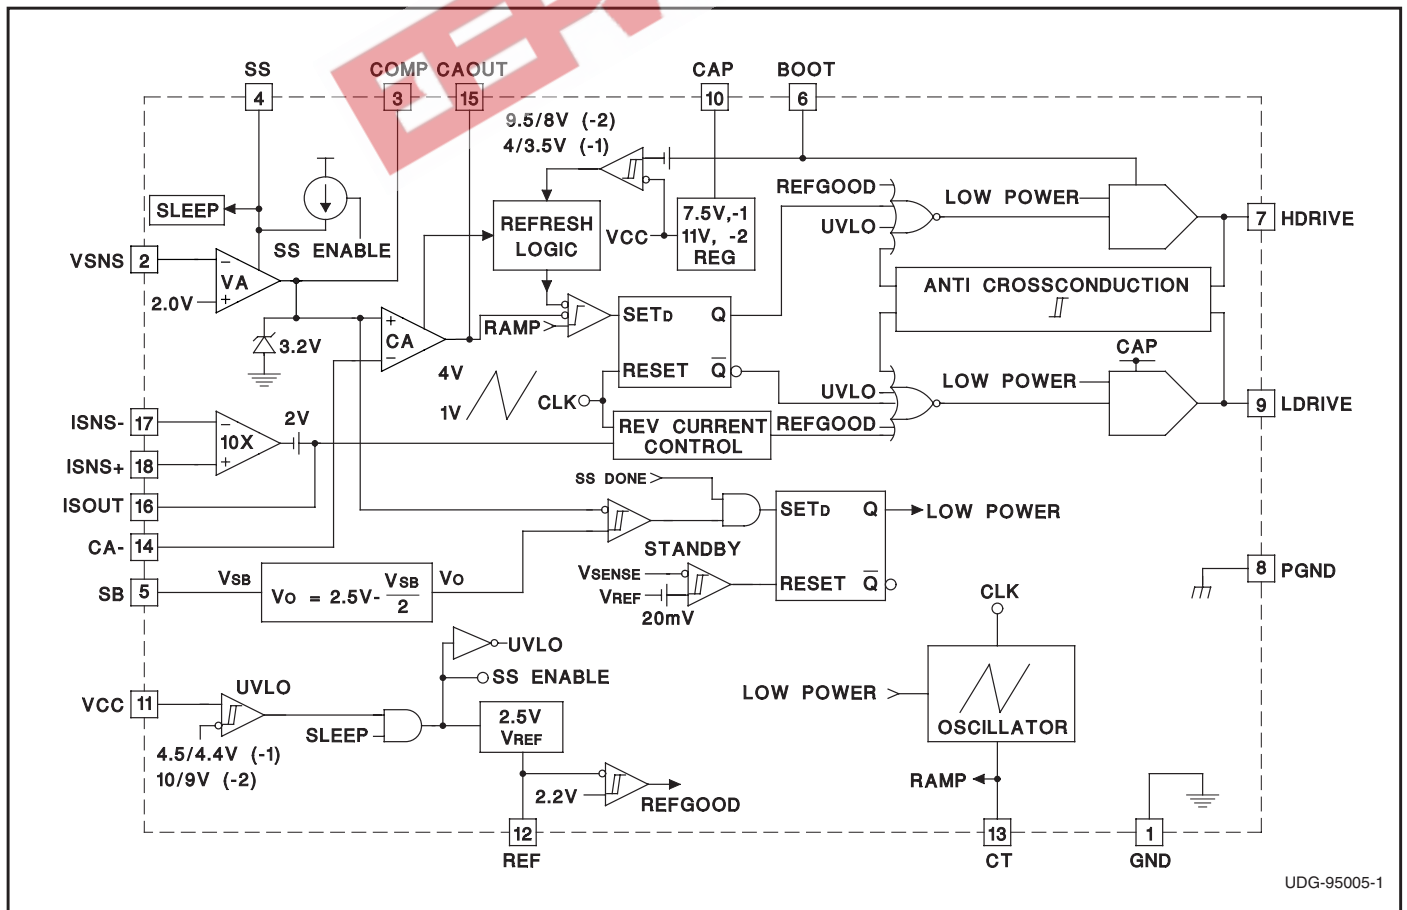 SS COMP CAOUT CAP BOOT
4 3 15 10 6
9.5/8V (-2)
4/3.5V (-1)
REFGOOD
LOW POWER
SLEEP
REFRESH
LOGIC
7.5V,-1
11V, -2
REG
VCC
UVLO
7 HDRIVE
SS ENABLE
VSNS 2
VA
2.0V
− +
ANTI CROSSCONDUCTION
RAMP
SETD Q
3.2V
CA
+ −
CAP
4V
1V
RESET Q
CLK
UVLO
LOW POWER
9 LDRIVE
ISNS- 17
2V
10X
− +
REV CURRENT
CONTROL
REFGOOD
ISNS+ 18
ISOUT 16
SS DONE
SETD Q
LOW POWER
CA- 14
STANDBY
SB 5
VSB
VO = 2.5V- VSB
2
VO
VSENSE
VREF
20mV
RESET Q
8 PGND
CLK
UVLO
SS ENABLE
UVLO
VCC 11
LOW POWER
2.5V
VREF
OSCILLATOR
SLEEP
4.5/4.4V (-1)
10/9V (-2)
2.2V
REFGOOD
RAMP
12 13 1
REF CT GND
UDG-95005-1